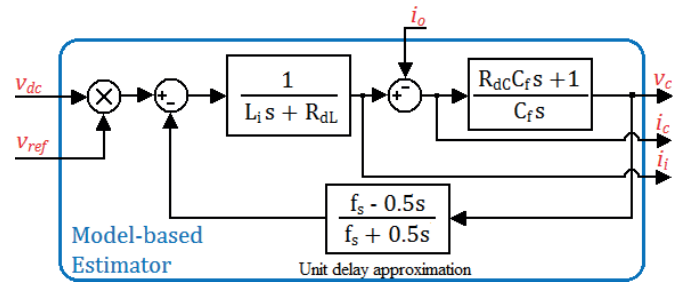 i_o
v_dc
v_ref
1
L_i s + R_dL
R_dC C_f s + 1
C_f s
v_c
i_c
i_i
f_s - 0.5s
f_s + 0.5s
Model-based
Estimator
Unit delay approximation